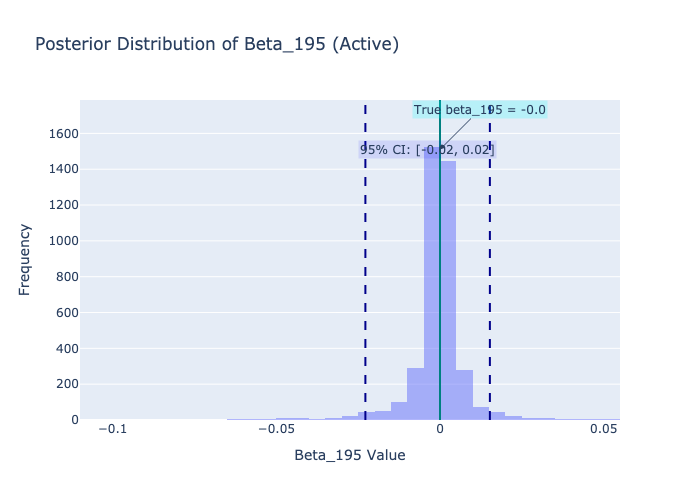 Posterior Distribution of Beta_195 (Active)
True beta_195 = -0.0
95% CI: [-0.02, 0.02]
1600
1400
1200
1000
800
600
400
200
0
Frequency
−0.1
−0.05
0
0.05
Beta_195 Value